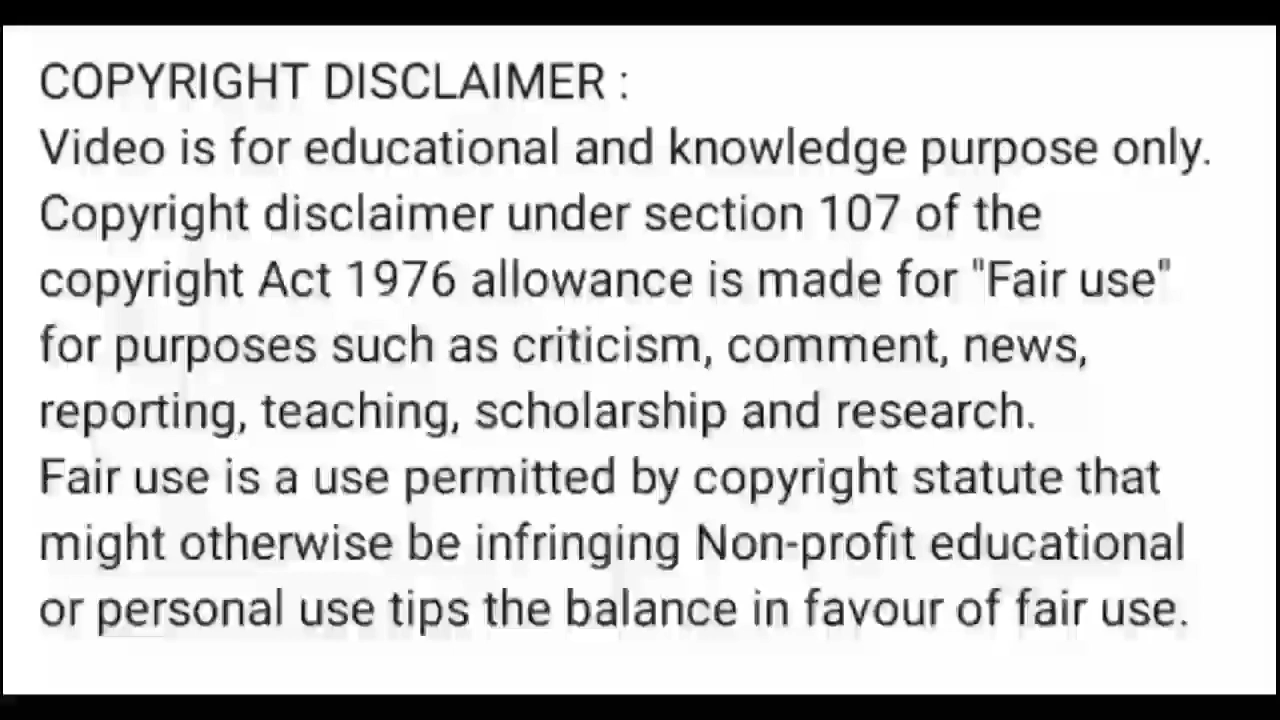 COPYRIGHT DISCLAIMER :
Video is for educational and knowledge purpose only.
Copyright disclaimer under section 107 of the
copyright Act 1976 allowance is made for "Fair use"
for purposes such as criticism, comment, news,
reporting, teaching, scholarship and research.
Fair use is a use permitted by copyright statute that
might otherwise be infringing Non-profit educational
or personal use tips the balance in favour of fair use.